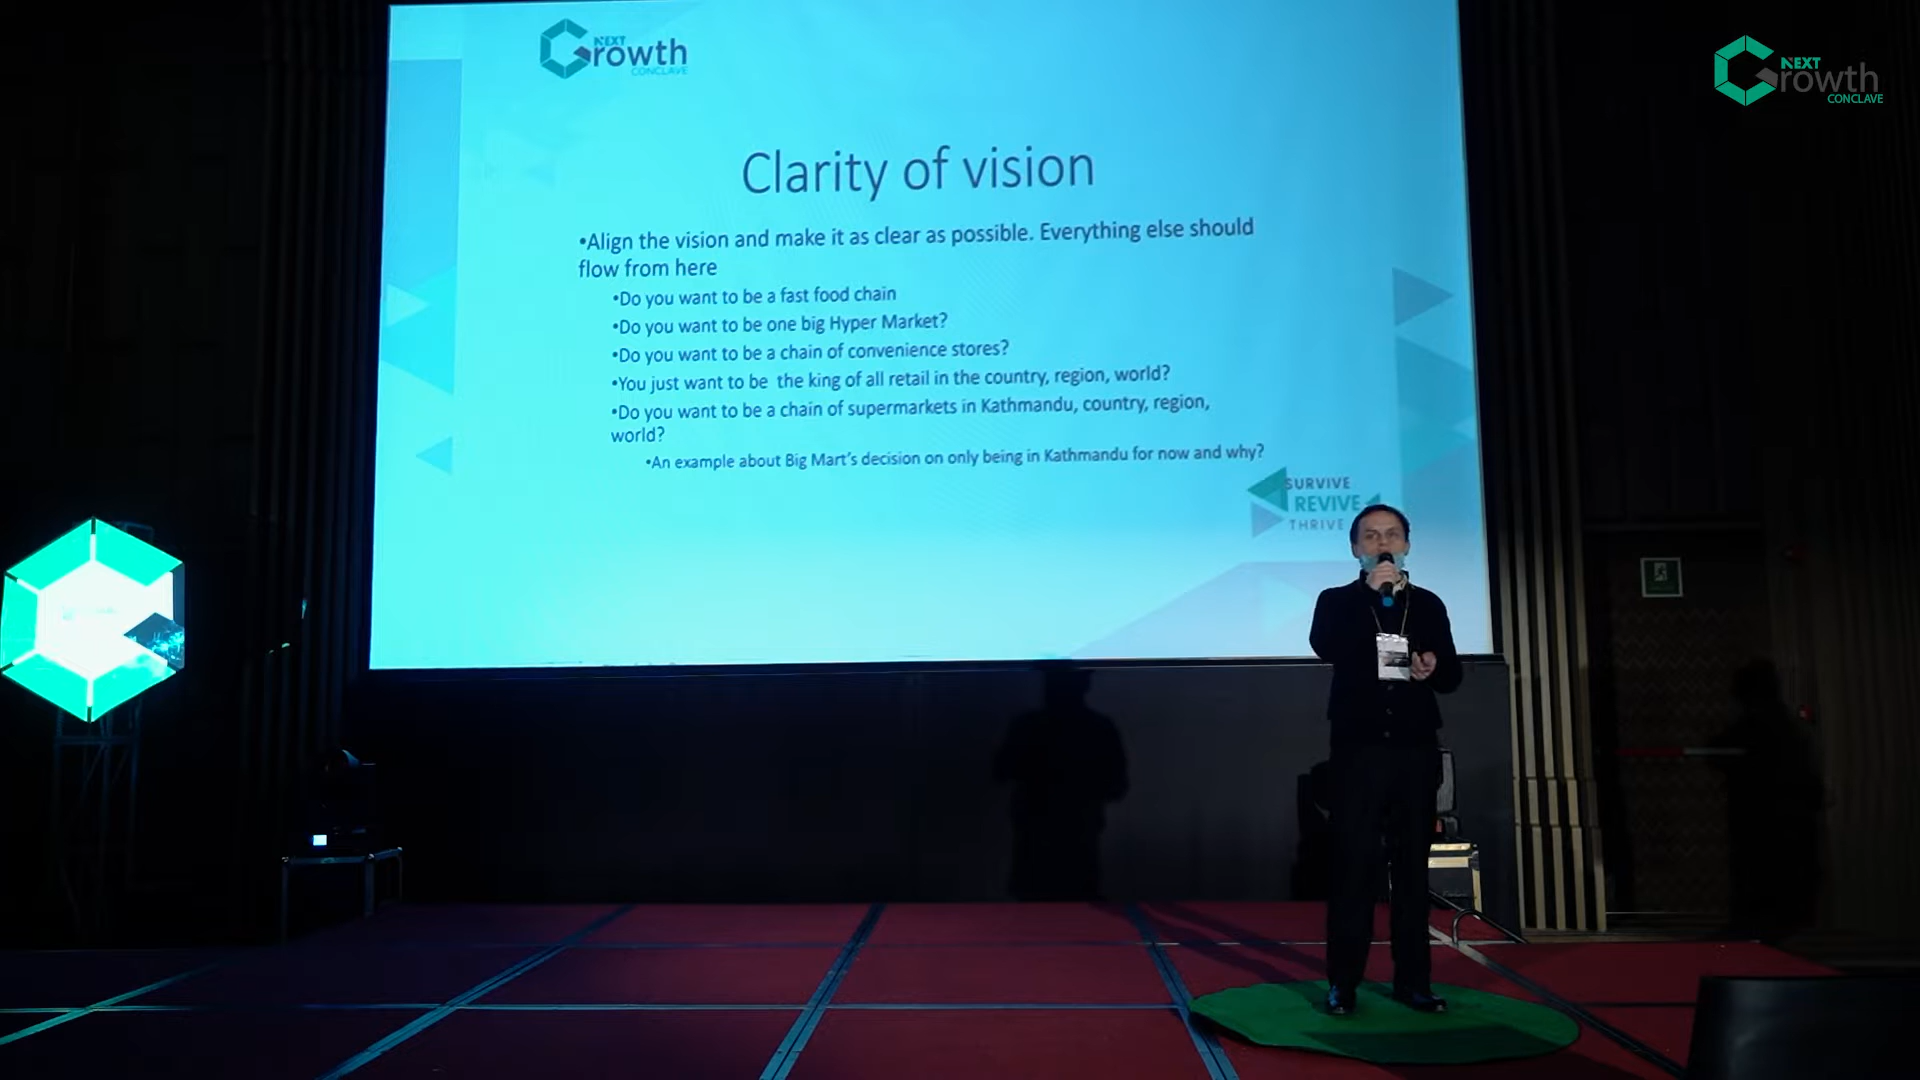 NEXT
Growth
CONCLAVE
NEXT
Growth
CONCLAVE
Clarity of vision
•Align the vision and make it as clear as possible. Everything else should
flow from here
•Do you want to be a fast food chain
•Do you want to be one big Hyper Market?
•Do you want to be a chain of convenience stores?
•You just want to be  the king of all retail in the country, region, world?
•Do you want to be a chain of supermarkets in Kathmandu, country, region,
world?
•An example about Big Mart's decision on only being in Kathmandu for now and why?
SURVIVE
REVIVE
THRIVE